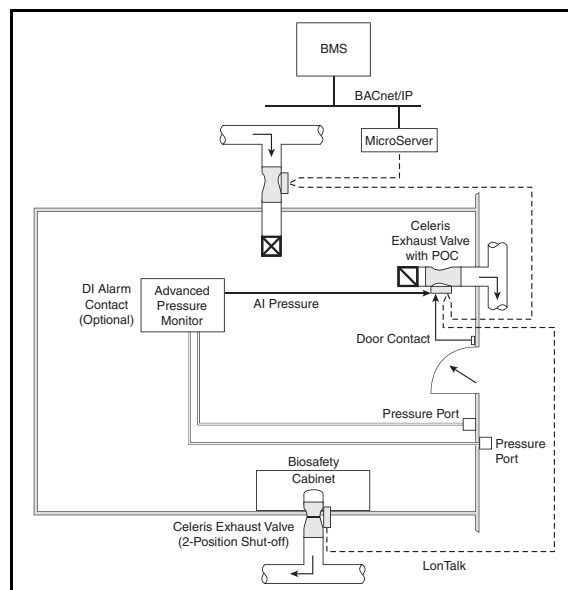 BMS
BACnet/IP
MicroServer
Celeris
Exhaust Valve
with POC
DI Alarm
Contact
(Optional)
Advanced
Pressure
Monitor
AI Pressure
Door Contact
Pressure Port
Pressure
Port
Biosafety
Cabinet
Celeris Exhaust Valve
(2-Position Shut-off)
LonTalk